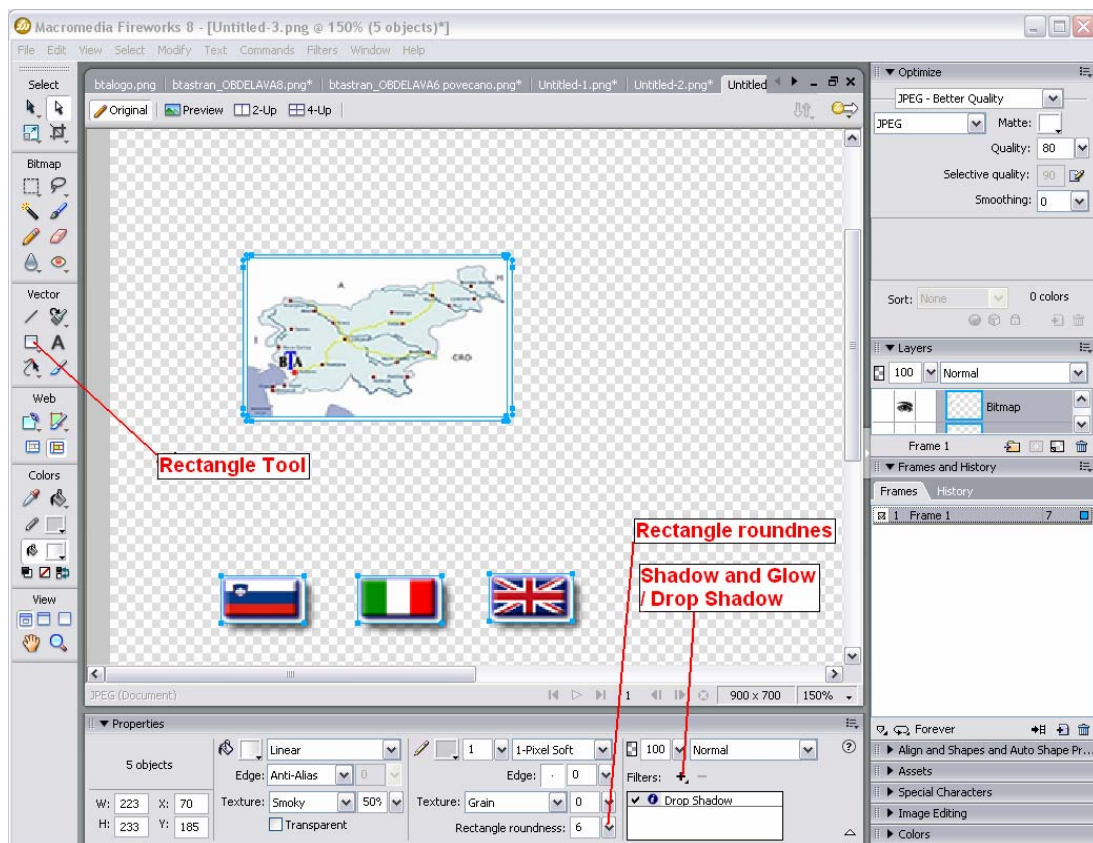 Macromedia Fireworks 8 - [Untitled-3.png @ 150% (5 objects)*]
File Edit View Select Modify Text Commands Filters Window Help
Select
Bitmap
Vector
Web
Colors
View
btalogo.png btastran_OBDELAVA8.png* btastran_OBDELAVA6 povecano.png* Untitled-1.png* Untitled-2.png* Untitled
Original Preview 2-Up 4-Up
A
H
I
CRO
BTA
Rectangle Tool
Rectangle roundnes
Shadow and Glow
/ Drop Shadow
JPEG (Document) 1 900 x 700 150%
Properties
5 objects
W: 223 X: 70
H: 233 Y: 185
Linear
Edge: Anti-Alias 0
Texture: Smoky 50%
Transparent
1 1-Pixel Soft
Edge: 0
Texture: Grain 0
Rectangle roundness: 6
100 Normal
Filters:
Drop Shadow
Optimize
JPEG - Better Quality
JPEG Matte:
Quality: 80
Selective quality: 90
Smoothing: 0
Sort: None 0 colors
Layers
100 Normal
Bitmap
Frame 1
Frames and History
Frames History
1 Frame 1 7
Forever
Align and Shapes and Auto Shape Pr...
Assets
Special Characters
Image Editing
Colors